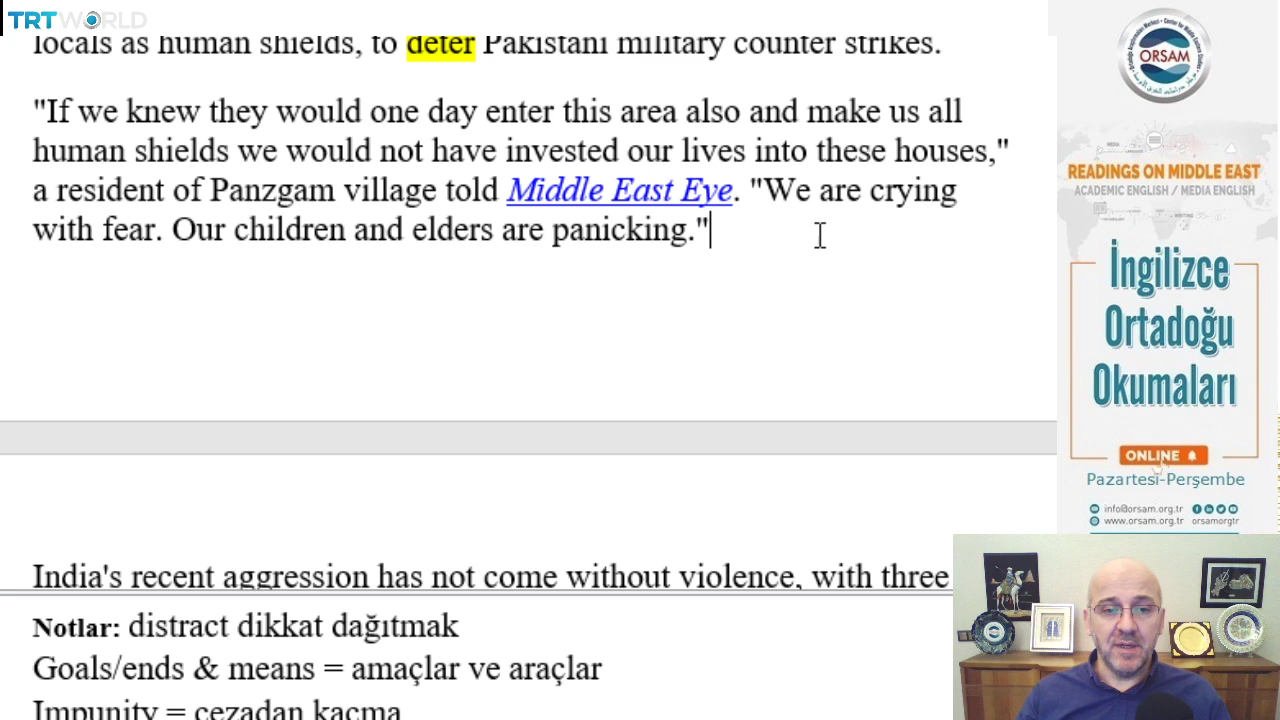 TRT WORLD
locals as human shields, to deter Pakistani military counter strikes.
"If we knew they would one day enter this area also and make us all
human shields we would not have invested our lives into these houses,"
a resident of Panzgam village told Middle East Eye. "We are crying
with fear. Our children and elders are panicking."
India's recent aggression has not come without violence, with three
Notlar: distract dikkat dağıtmak
Goals/ends & means = amaçlar ve araçlar
Impunity = cezadan kaçma
ORSAM
READINGS ON MIDDLE EAST
ACADEMIC ENGLISH / MEDIA ENGLISH
İngilizce
Ortadoğu
Okumaları
ONLINE
Pazartesi-Perşembe
info@orsam.org.tr
www.orsam.org.tr orsamorgtr